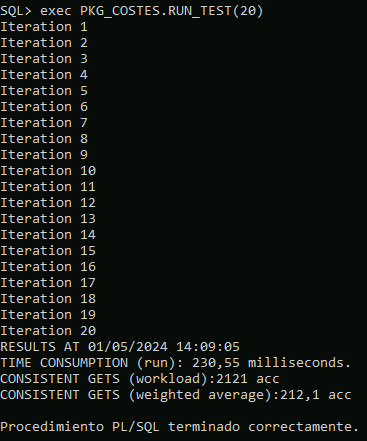 SQL> exec PKG_COSTES.RUN_TEST(20)
Iteration 1
Iteration 2
Iteration 3
Iteration 4
Iteration 5
Iteration 6
Iteration 7
Iteration 8
Iteration 9
Iteration 10
Iteration 11
Iteration 12
Iteration 13
Iteration 14
Iteration 15
Iteration 16
Iteration 17
Iteration 18
Iteration 19
Iteration 20
RESULTS AT 01/05/2024 14:09:05
TIME CONSUMPTION (run): 230,55 milliseconds.
CONSISTENT GETS (workload):2121 acc
CONSISTENT GETS (weighted average):212,1 acc
Procedimiento PL/SQL terminado correctamente.